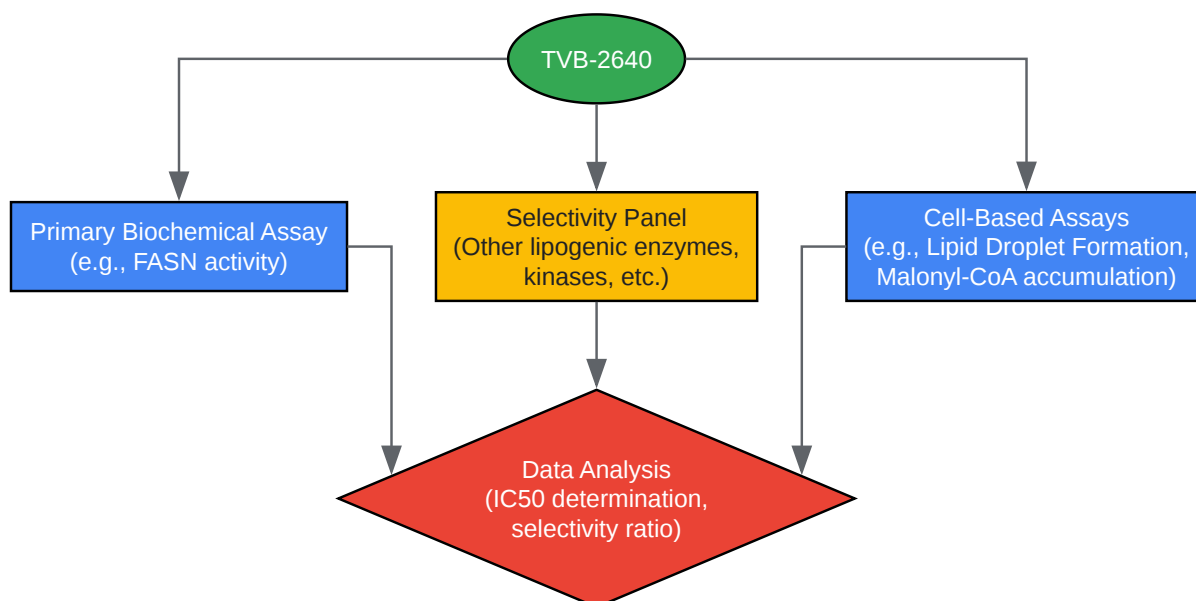 TVB-2640
Primary Biochemical Assay
(e.g., FASN activity)
Selectivity Panel
(Other lipogenic enzymes,
kinases, etc.)
Cell-Based Assays
(e.g., Lipid Droplet Formation,
Malonyl-CoA accumulation)
Data Analysis
(IC50 determination,
selectivity ratio)